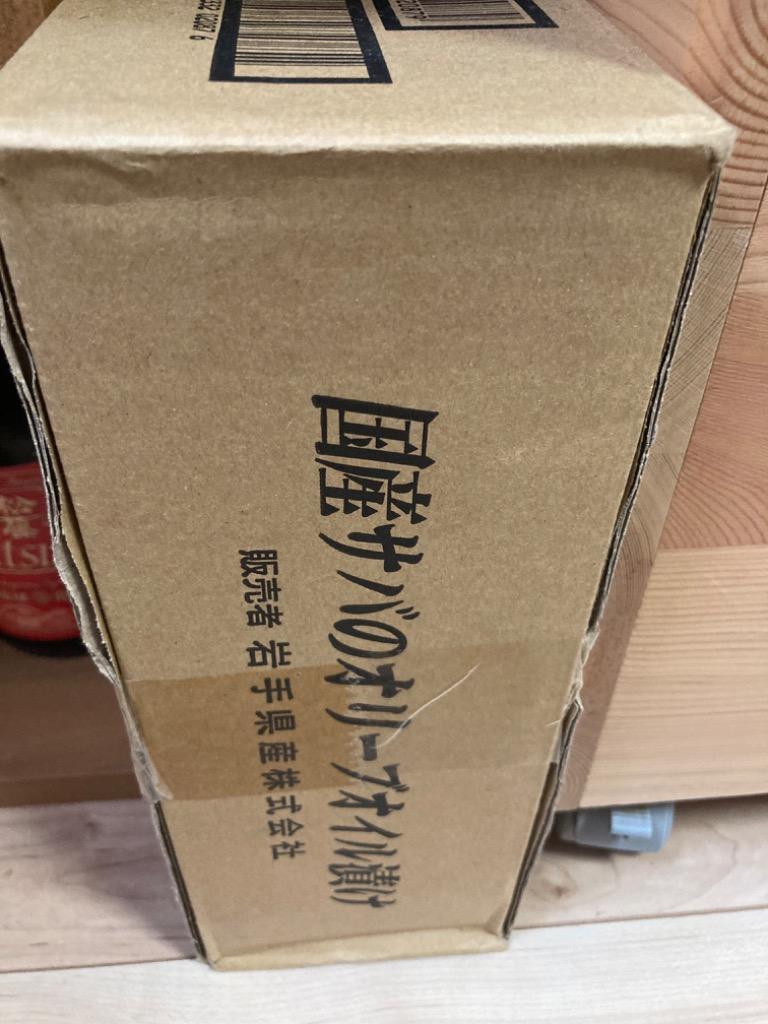 国産サバのオリーブオイル漬け
販売者 岩手県産株式会社